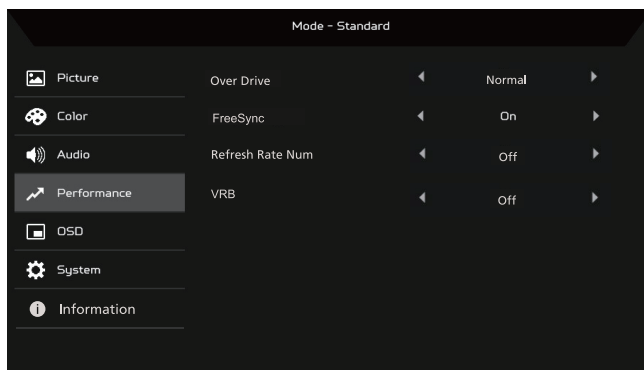 Mode - Standard
Picture
Color
Audio
Performance
OSD
System
Information
Over Drive Normal
FreeSync On
Refresh Rate Num Off
VRB Off